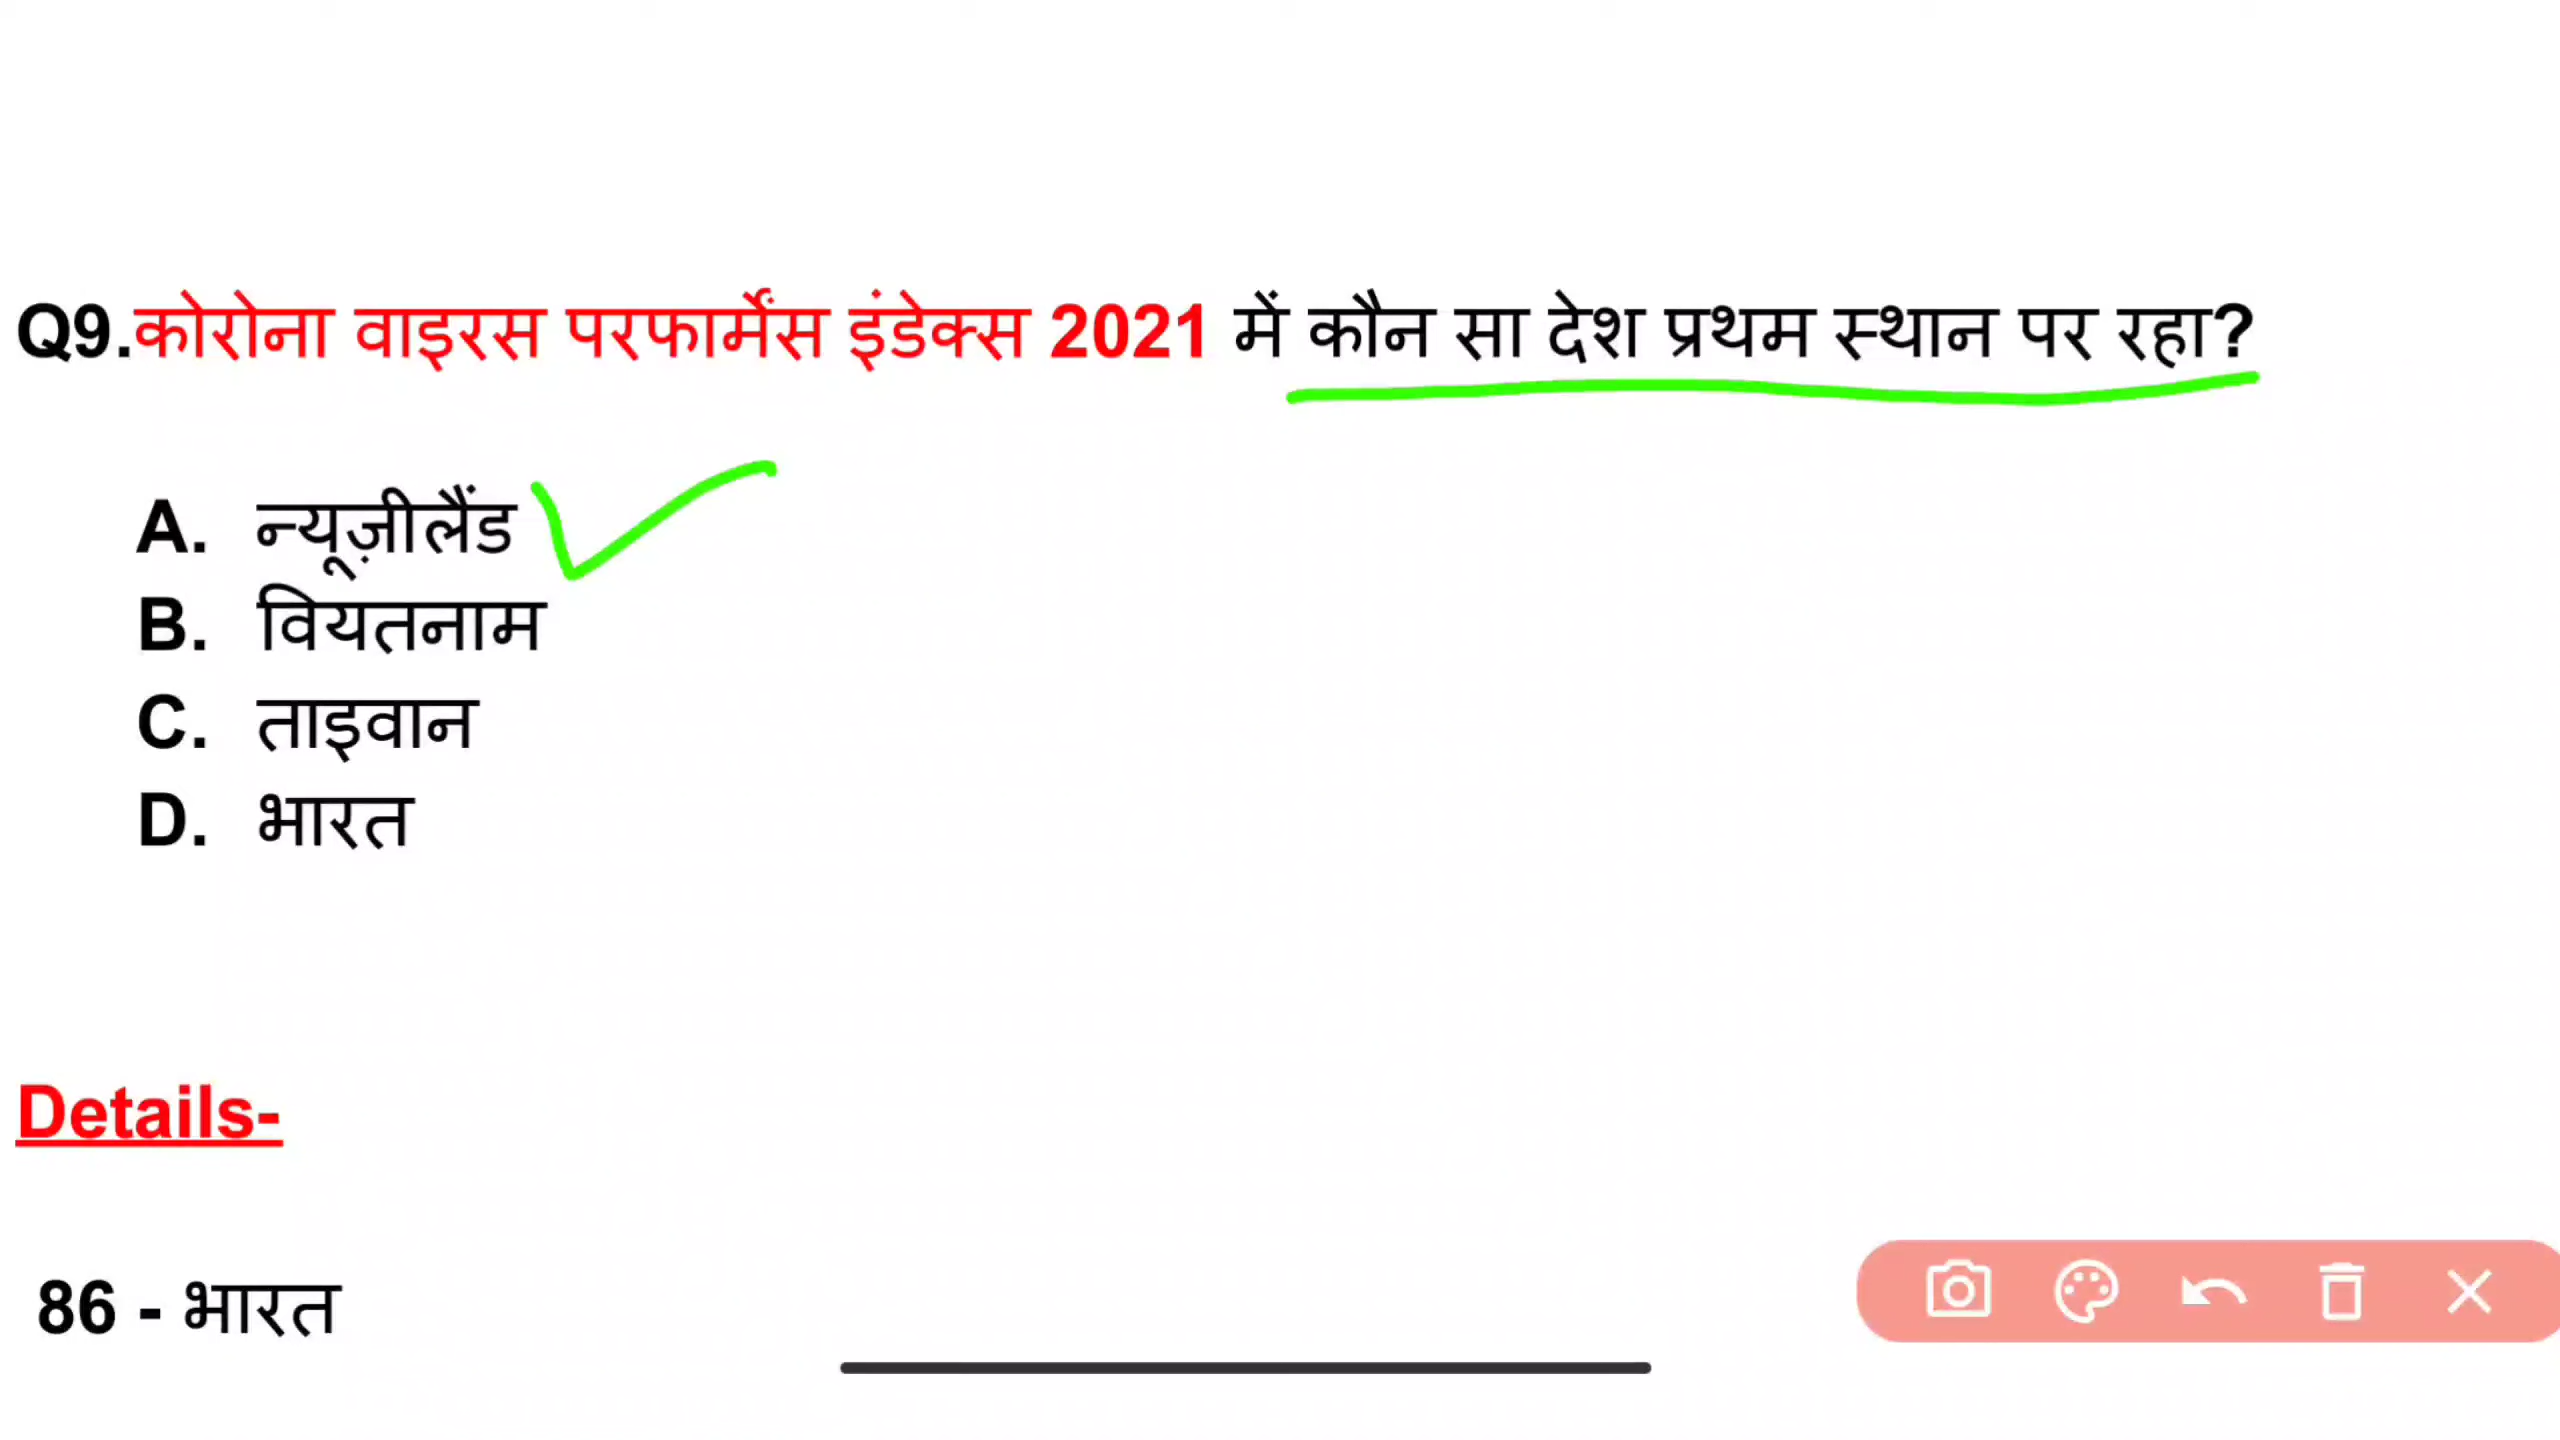 Q9.कोरोना वाइरस परफार्मेंस इंडेक्स 2021 में कौन सा देश प्रथम स्थान पर रहा?
A. न्यूज़ीलैंड
B. वियतनाम
C. ताइवान
D. भारत
Details-
86 - भारत